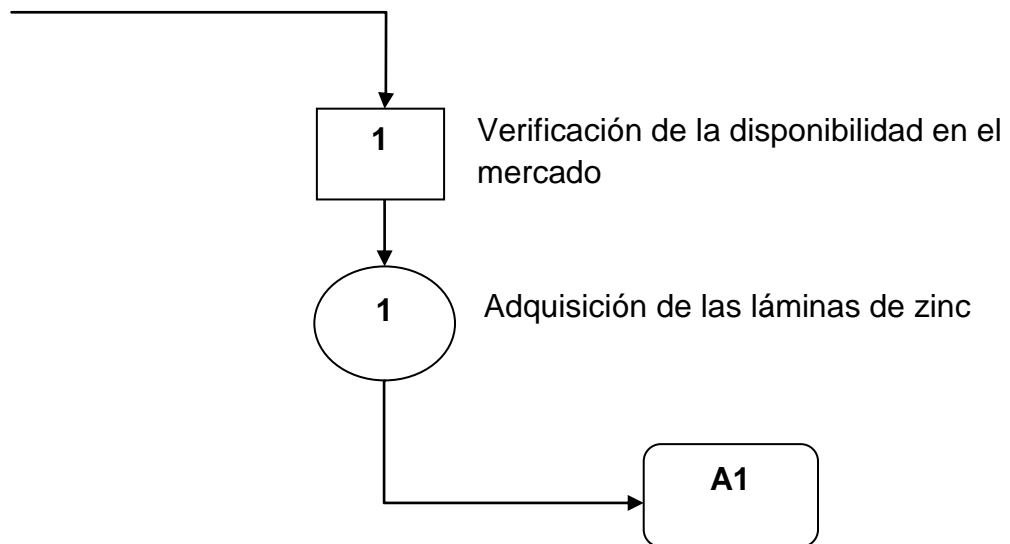 1
Verificación de la disponibilidad en el
mercado
1
Adquisición de las láminas de zinc
A1